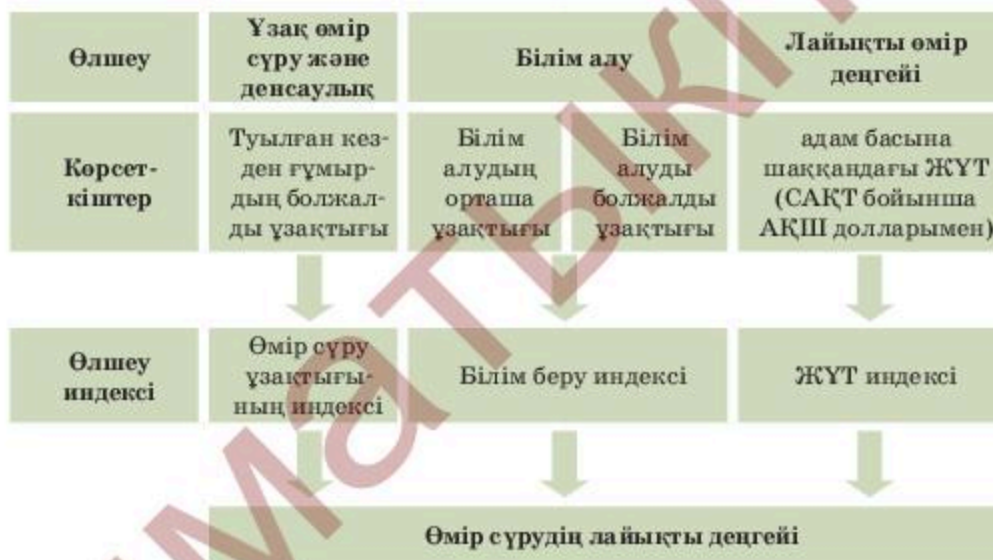 Өлшеу
Ұзақ өмір
сүру және
денсаулық
Білім алу
Лайықты өмір
деңгейі
Көрсет-
кіштер
Туылған кез-
ден ғұмыр-
дың болжал-
ды ұзақтығы
Білім
алудың
орташа
ұзақтығы
Білім
алуды
болжалды
ұзақтығы
адам басына
шаққандағы ЖҰТ
(САҚТ бойынша
АҚШ долларымен)
Өлшеу
индексі
Өмір сүру
ұзақтығы-
ның индексі
Білім беру индексі
ЖҰТ индексі
Өмір сүрудің лайықты деңгейі